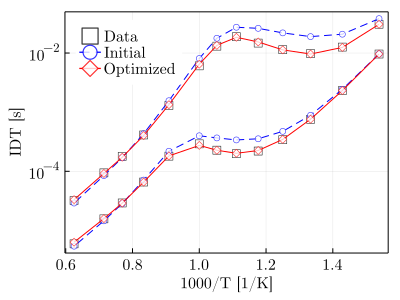 Data
Initial
Optimized
IDT [s]
10⁻²
10⁻⁴
0.6 0.8 1.0 1.2 1.4
1000/T [1/K]